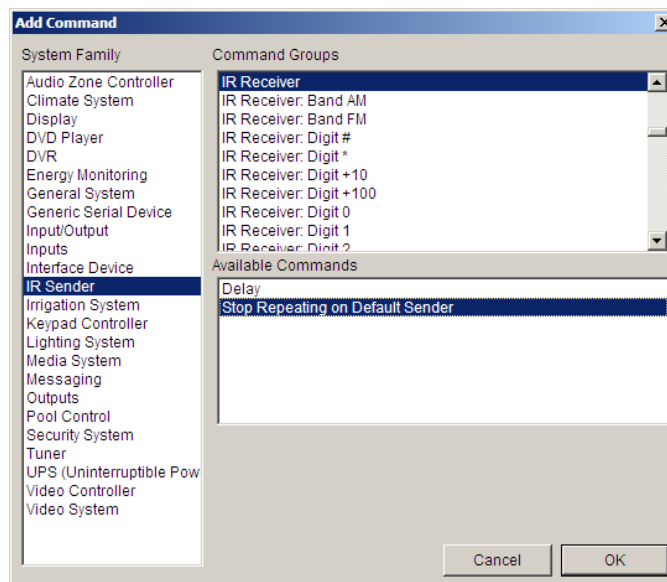 Add Command
System Family
Audio Zone Controller
Climate System
Display
DVD Player
DVR
Energy Monitoring
General System
Generic Serial Device
Input/Output
Inputs
Interface Device
IR Sender
Irrigation System
Keypad Controller
Lighting System
Media System
Messaging
Outputs
Pool Control
Security System
Tuner
UPS (Uninterruptible Pow
Video Controller
Video System
Command Groups
IR Receiver
IR Receiver: Band AM
IR Receiver: Band FM
IR Receiver: Digit #
IR Receiver: Digit *
IR Receiver: Digit +10
IR Receiver: Digit +100
IR Receiver: Digit 0
IR Receiver: Digit 1
IR Receiver: Digit 2
Available Commands
Delay
Stop Repeating on Default Sender
Cancel
OK